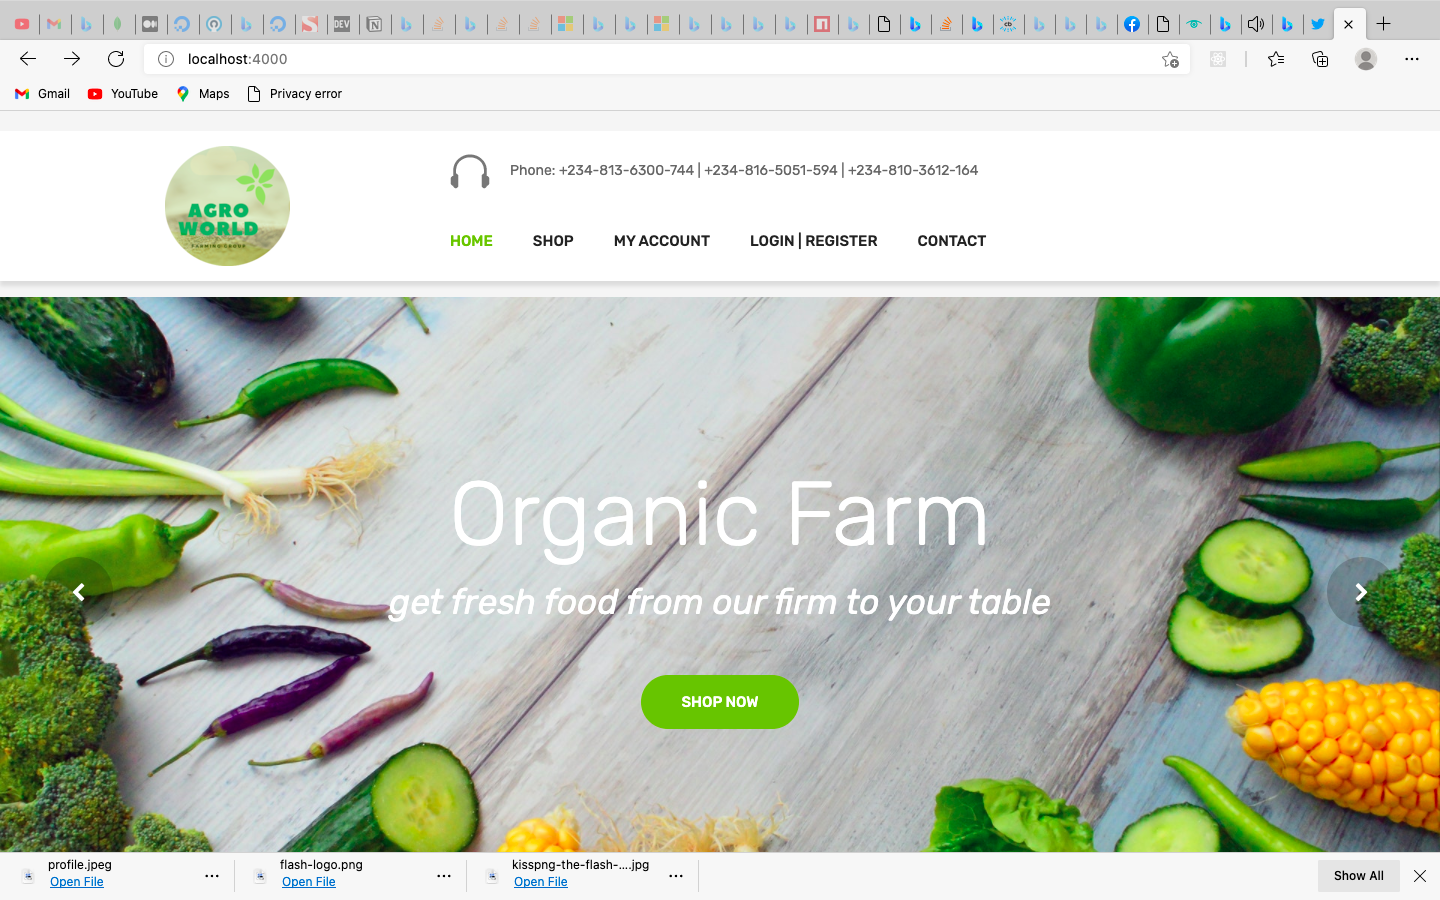 DEV
localhost:4000
Gmail
YouTube
Maps
Privacy error
AGRO
WORLD
FARMING GROUP
Phone: +234-813-6300-744 | +234-816-5051-594 | +234-810-3612-164
HOME
SHOP
MY ACCOUNT
LOGIN | REGISTER
CONTACT
Organic Farm
get fresh food from our firm to your table
SHOP NOW
profile.jpeg
Open File
flash-logo.png
Open File
kisspng-the-flash-....jpg
Open File
Show All